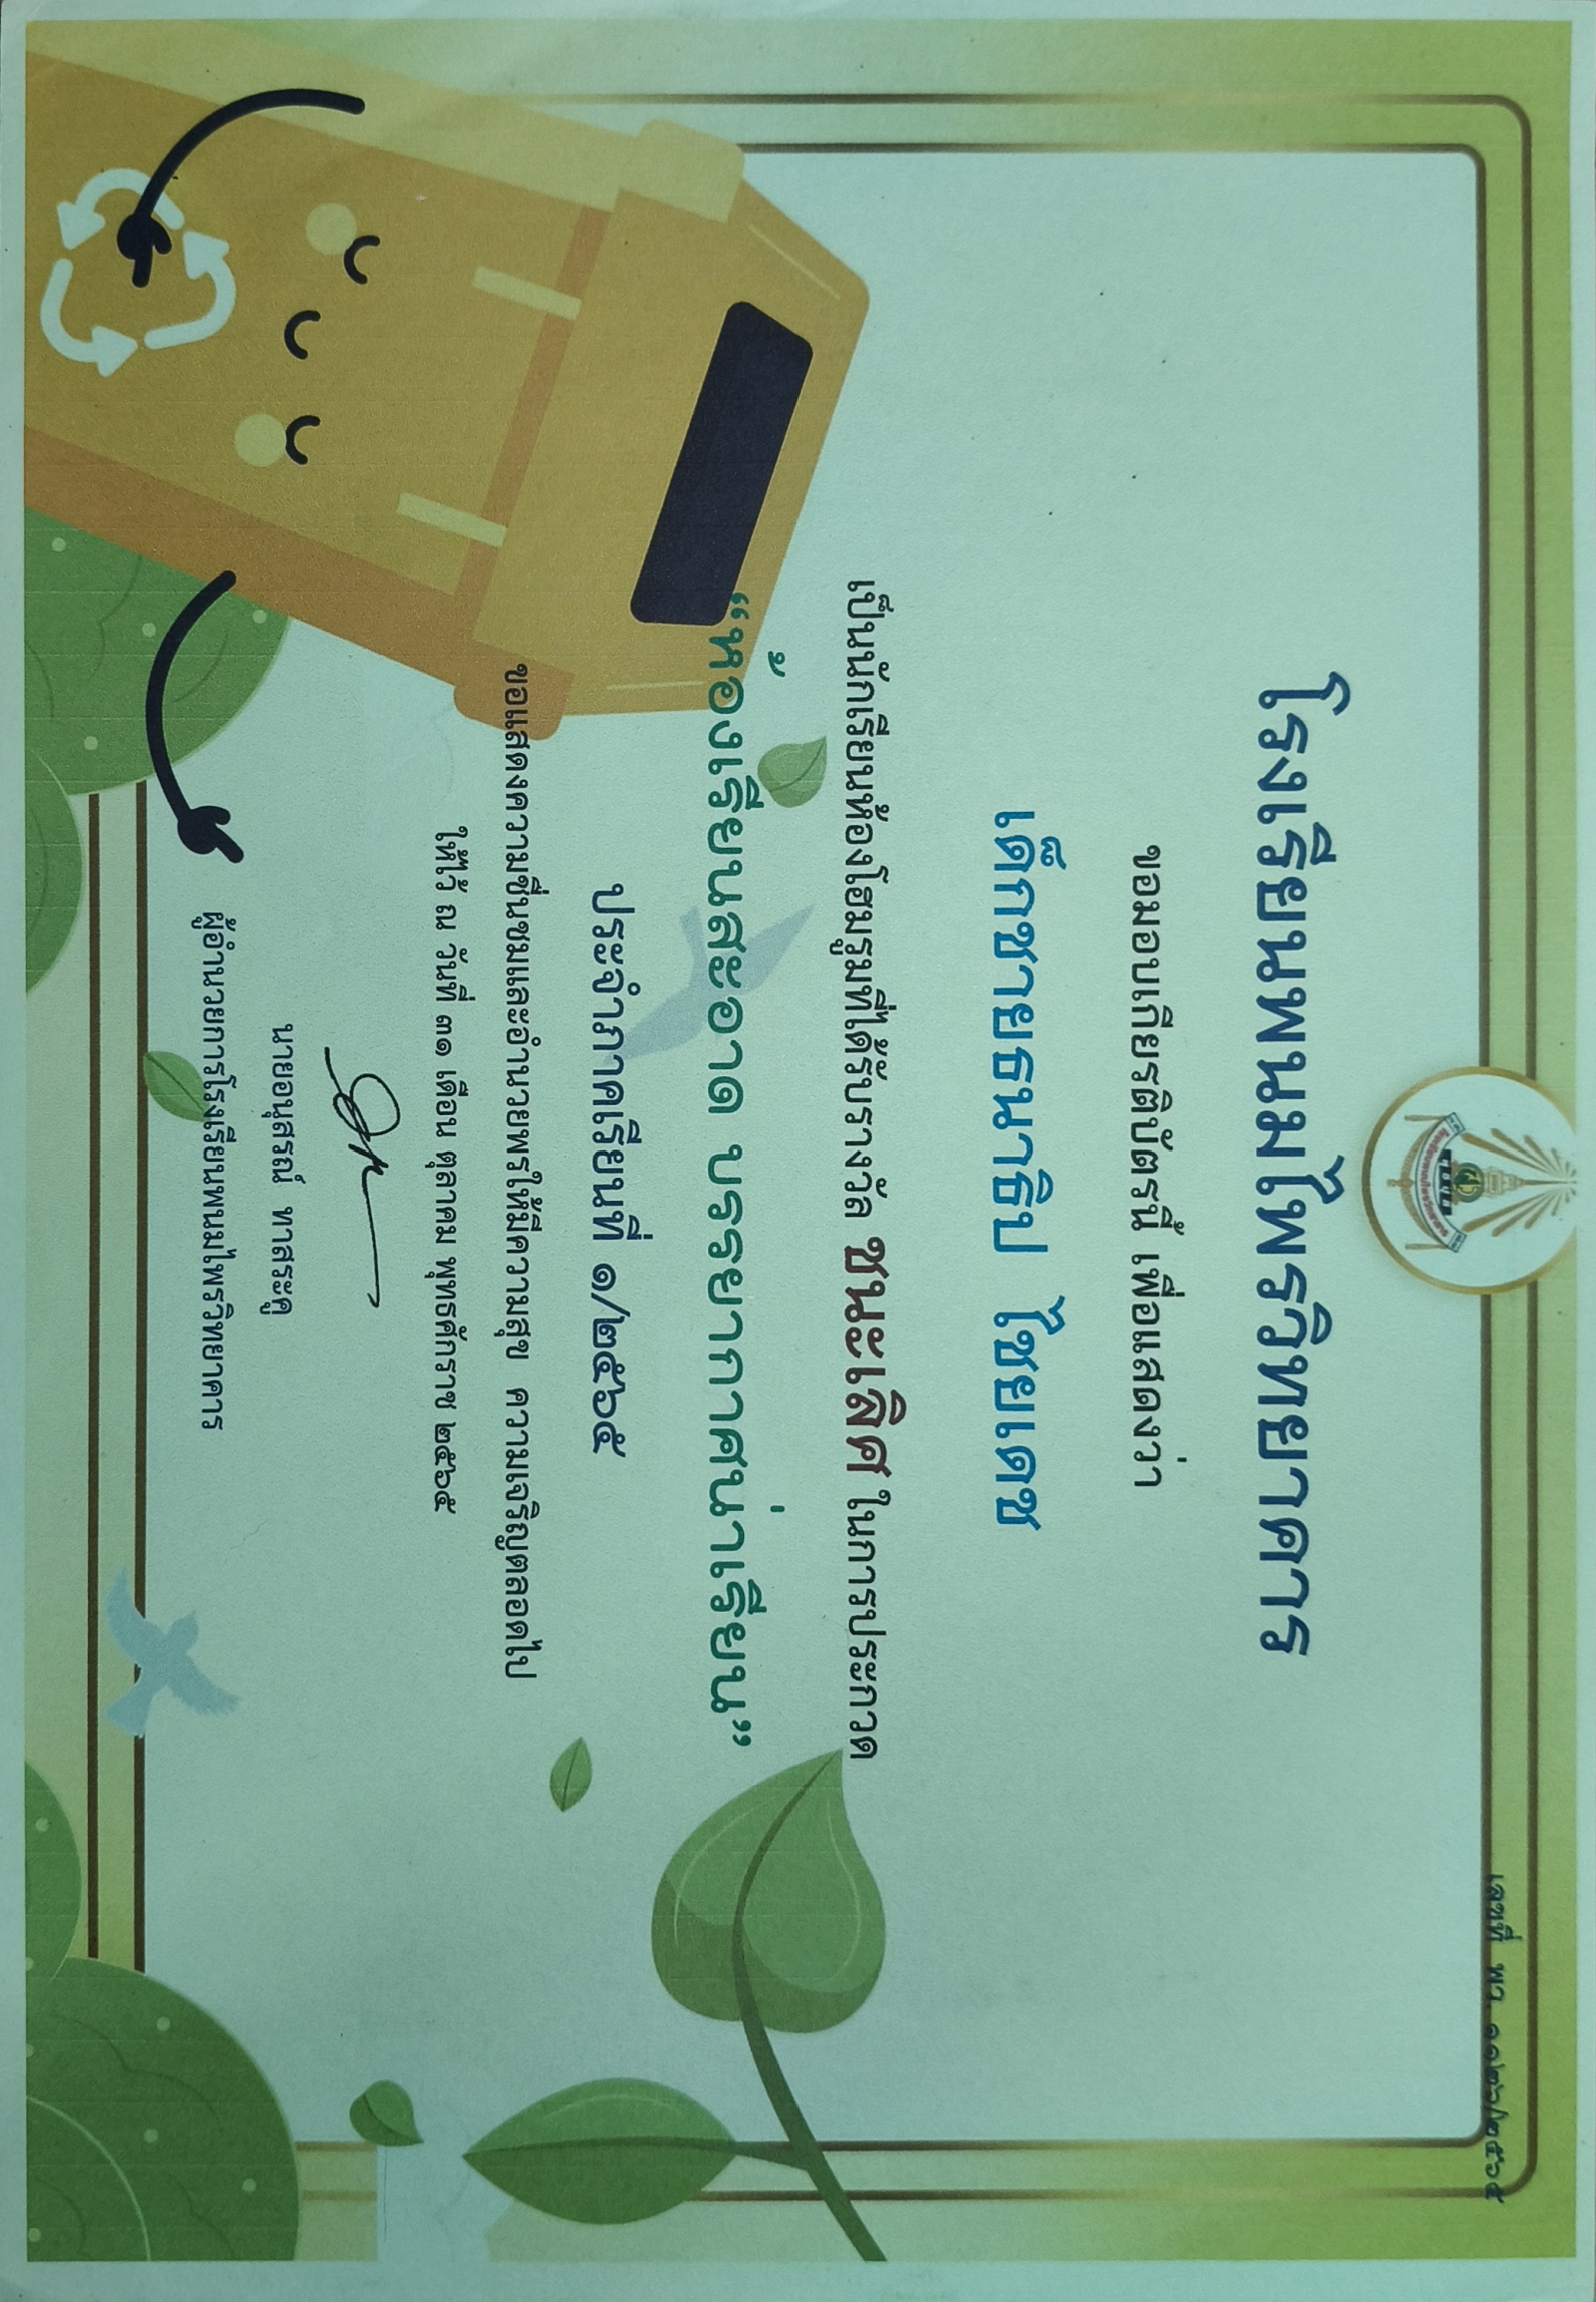 เลขที่ พว. ๑๑๒๖/๒๕๖๕
โรงเรียนพนมไพรวิทยาคาร
ขอมอบเกียรติบัตรนี้ เพื่อแสดงว่า
เด็กชายธนาธิป ไชยเดช
เป็นนักเรียนห้องโฮมรูมที่ได้รับรางวัล ชนะเลิศ ในการประกวด
“ห้องเรียนสะอาด บรรยากาศน่าเรียน”
ประจำภาคเรียนที่ ๑/๒๕๖๕
ขอแสดงความชื่นชมและอำนวยพรให้มีความสุข ความเจริญตลอดไป
ให้ไว้ ณ วันที่ ๓๑ เดือน ตุลาคม พุทธศักราช ๒๕๖๕
นายอนุสรณ์ ทาสระคู
ผู้อำนวยการโรงเรียนพนมไพรวิทยาคาร